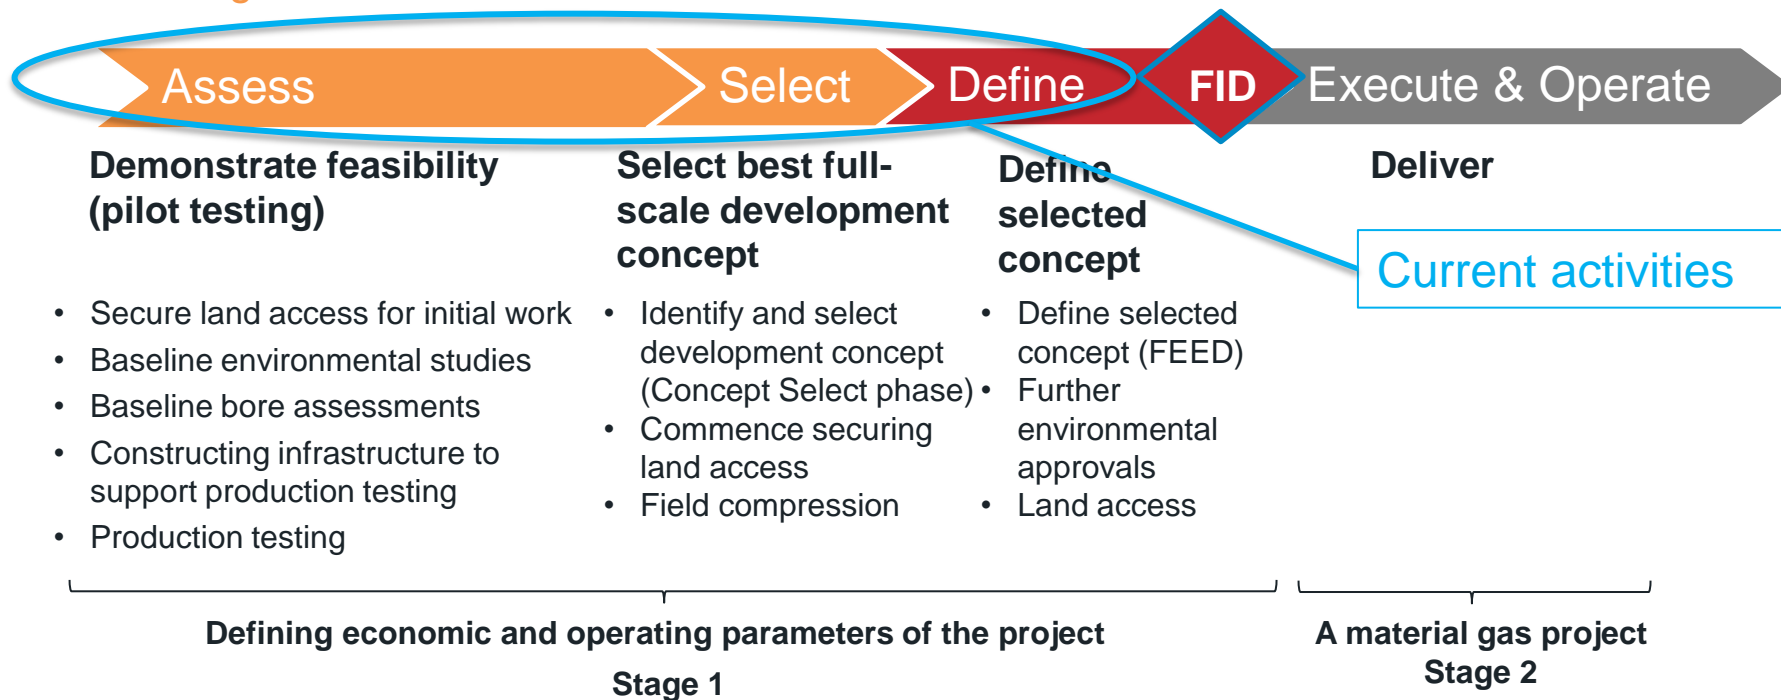 Assess
Select
Define
FID
Execute & Operate
Demonstrate feasibility
(pilot testing)
Select best full-
scale development
concept
Define
selected
concept
Deliver
Current activities
• Secure land access for initial work
• Baseline environmental studies
• Baseline bore assessments
• Constructing infrastructure to
support production testing
• Production testing
• Identify and select
development concept
(Concept Select phase)
• Commence securing
land access
• Field compression
• Define selected
concept (FEED)
• Further
environmental
approvals
• Land access
Defining economic and operating parameters of the project
Stage 1
A material gas project
Stage 2